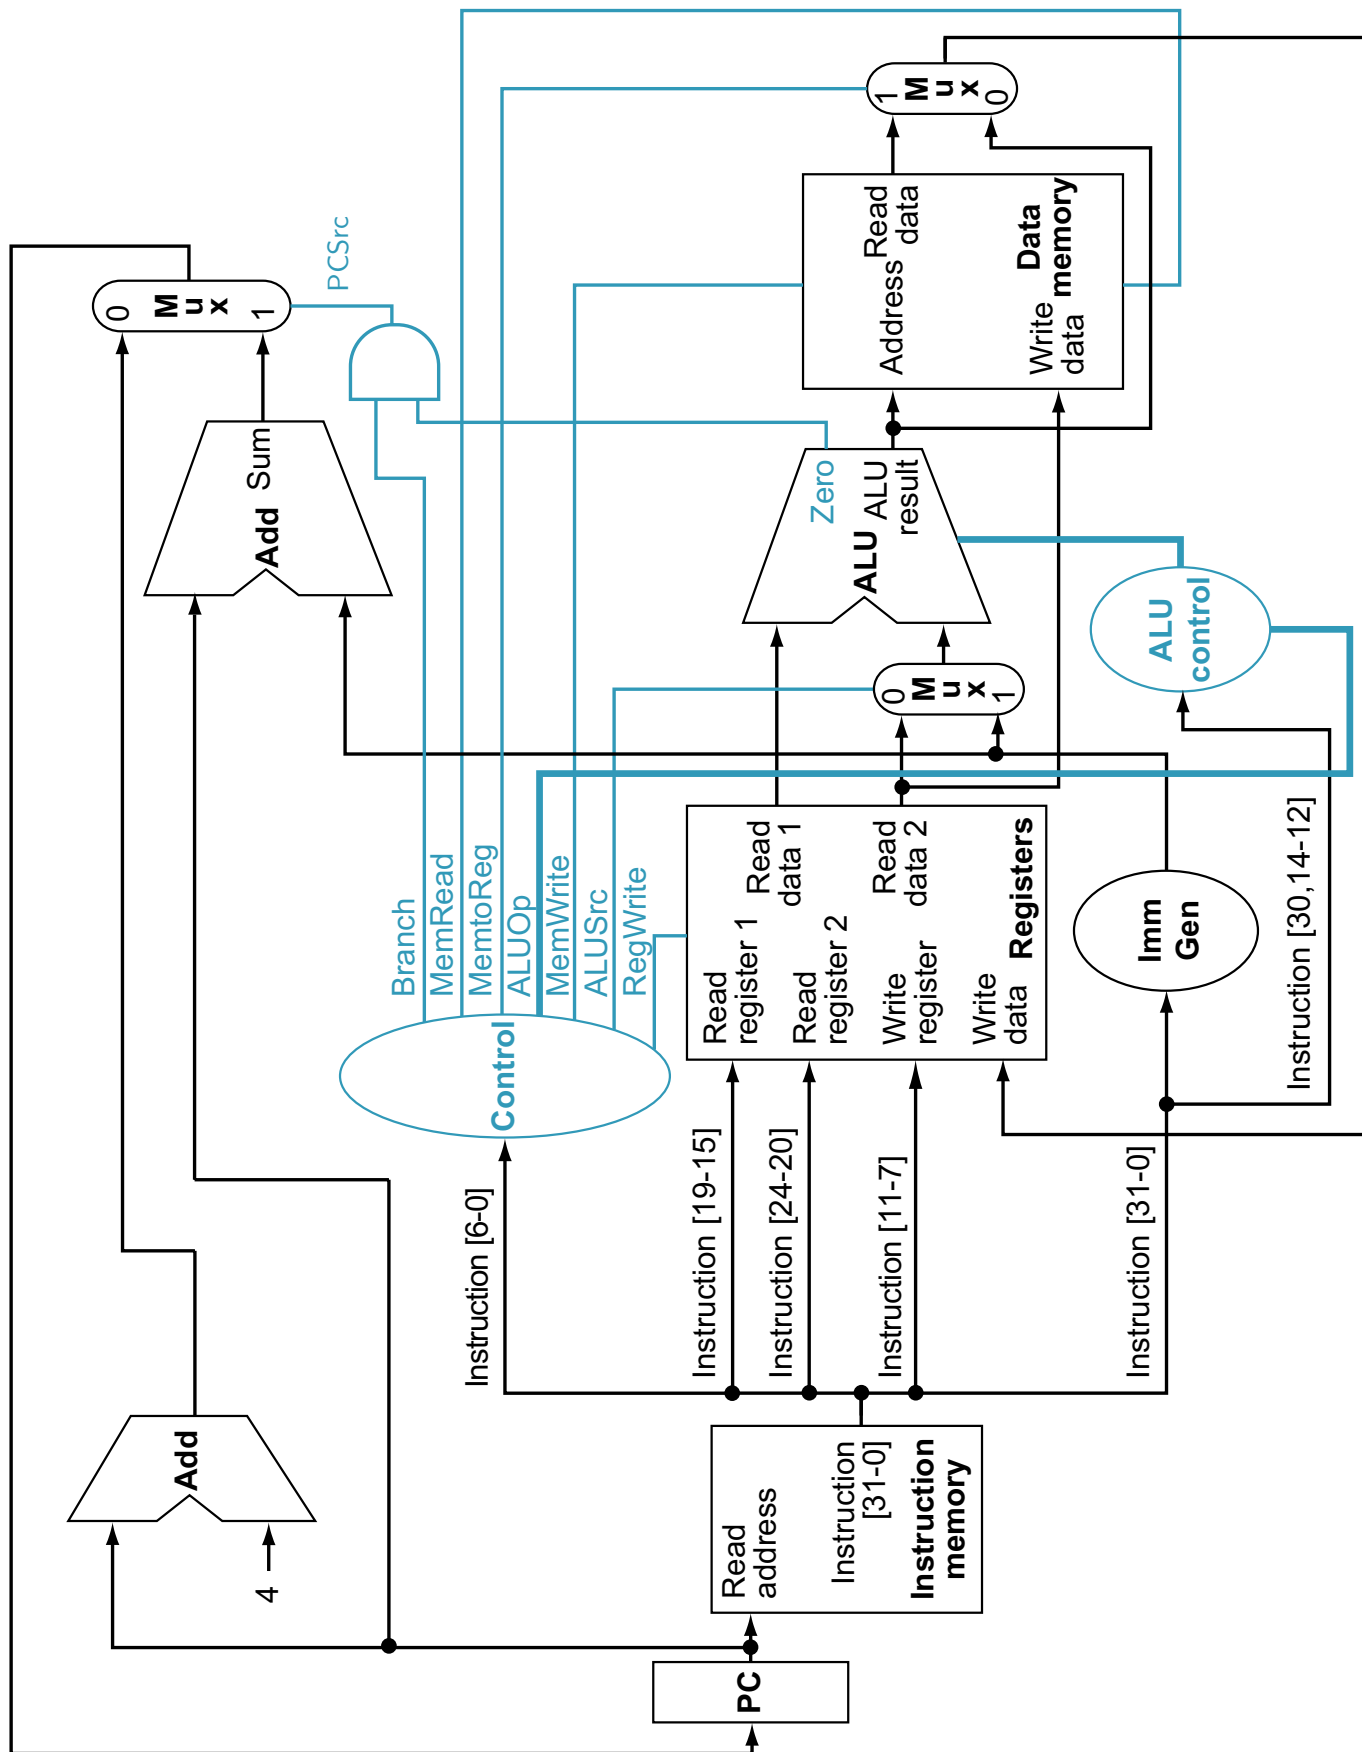 Add
4
PC
Read
address
Instruction
[31-0]
Instruction
memory
Instruction [6-0]
Instruction [19-15]
Instruction [24-20]
Instruction [11-7]
Instruction [31-0]
Instruction [30,14-12]
Control
Branch
MemRead
MemtoReg
ALUOp
MemWrite
ALUSrc
RegWrite
Read
register 1
Read
register 2
Write
register
Write
data
Read
data 1
Read
data 2
Registers
Imm
Gen
0
M
u
x
1
Add Sum
ALU
Zero
ALU
result
ALU
control
0
M
u
x
1
PCSrc
Address
Read
data
Write
data
Data
memory
1
M
u
x
0